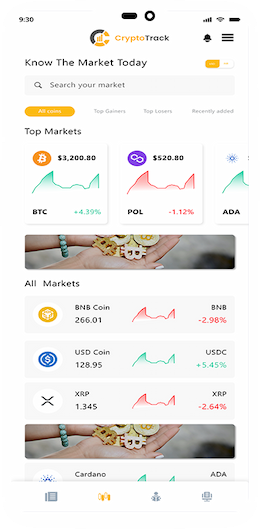 9:30
CryptoTrack
Know The Market Today
Search your market
All coins Top Gainers Top Losers Recently added
Top Markets
$3,200.80 $520.80
BTC +4.39% POL -1.12% ADA
All Markets
BNB Coin BNB
266.01 -2.98%
USD Coin USDC
128.95 +5.45%
XRP XRP
1.345 -2.64%
Cardano ADA